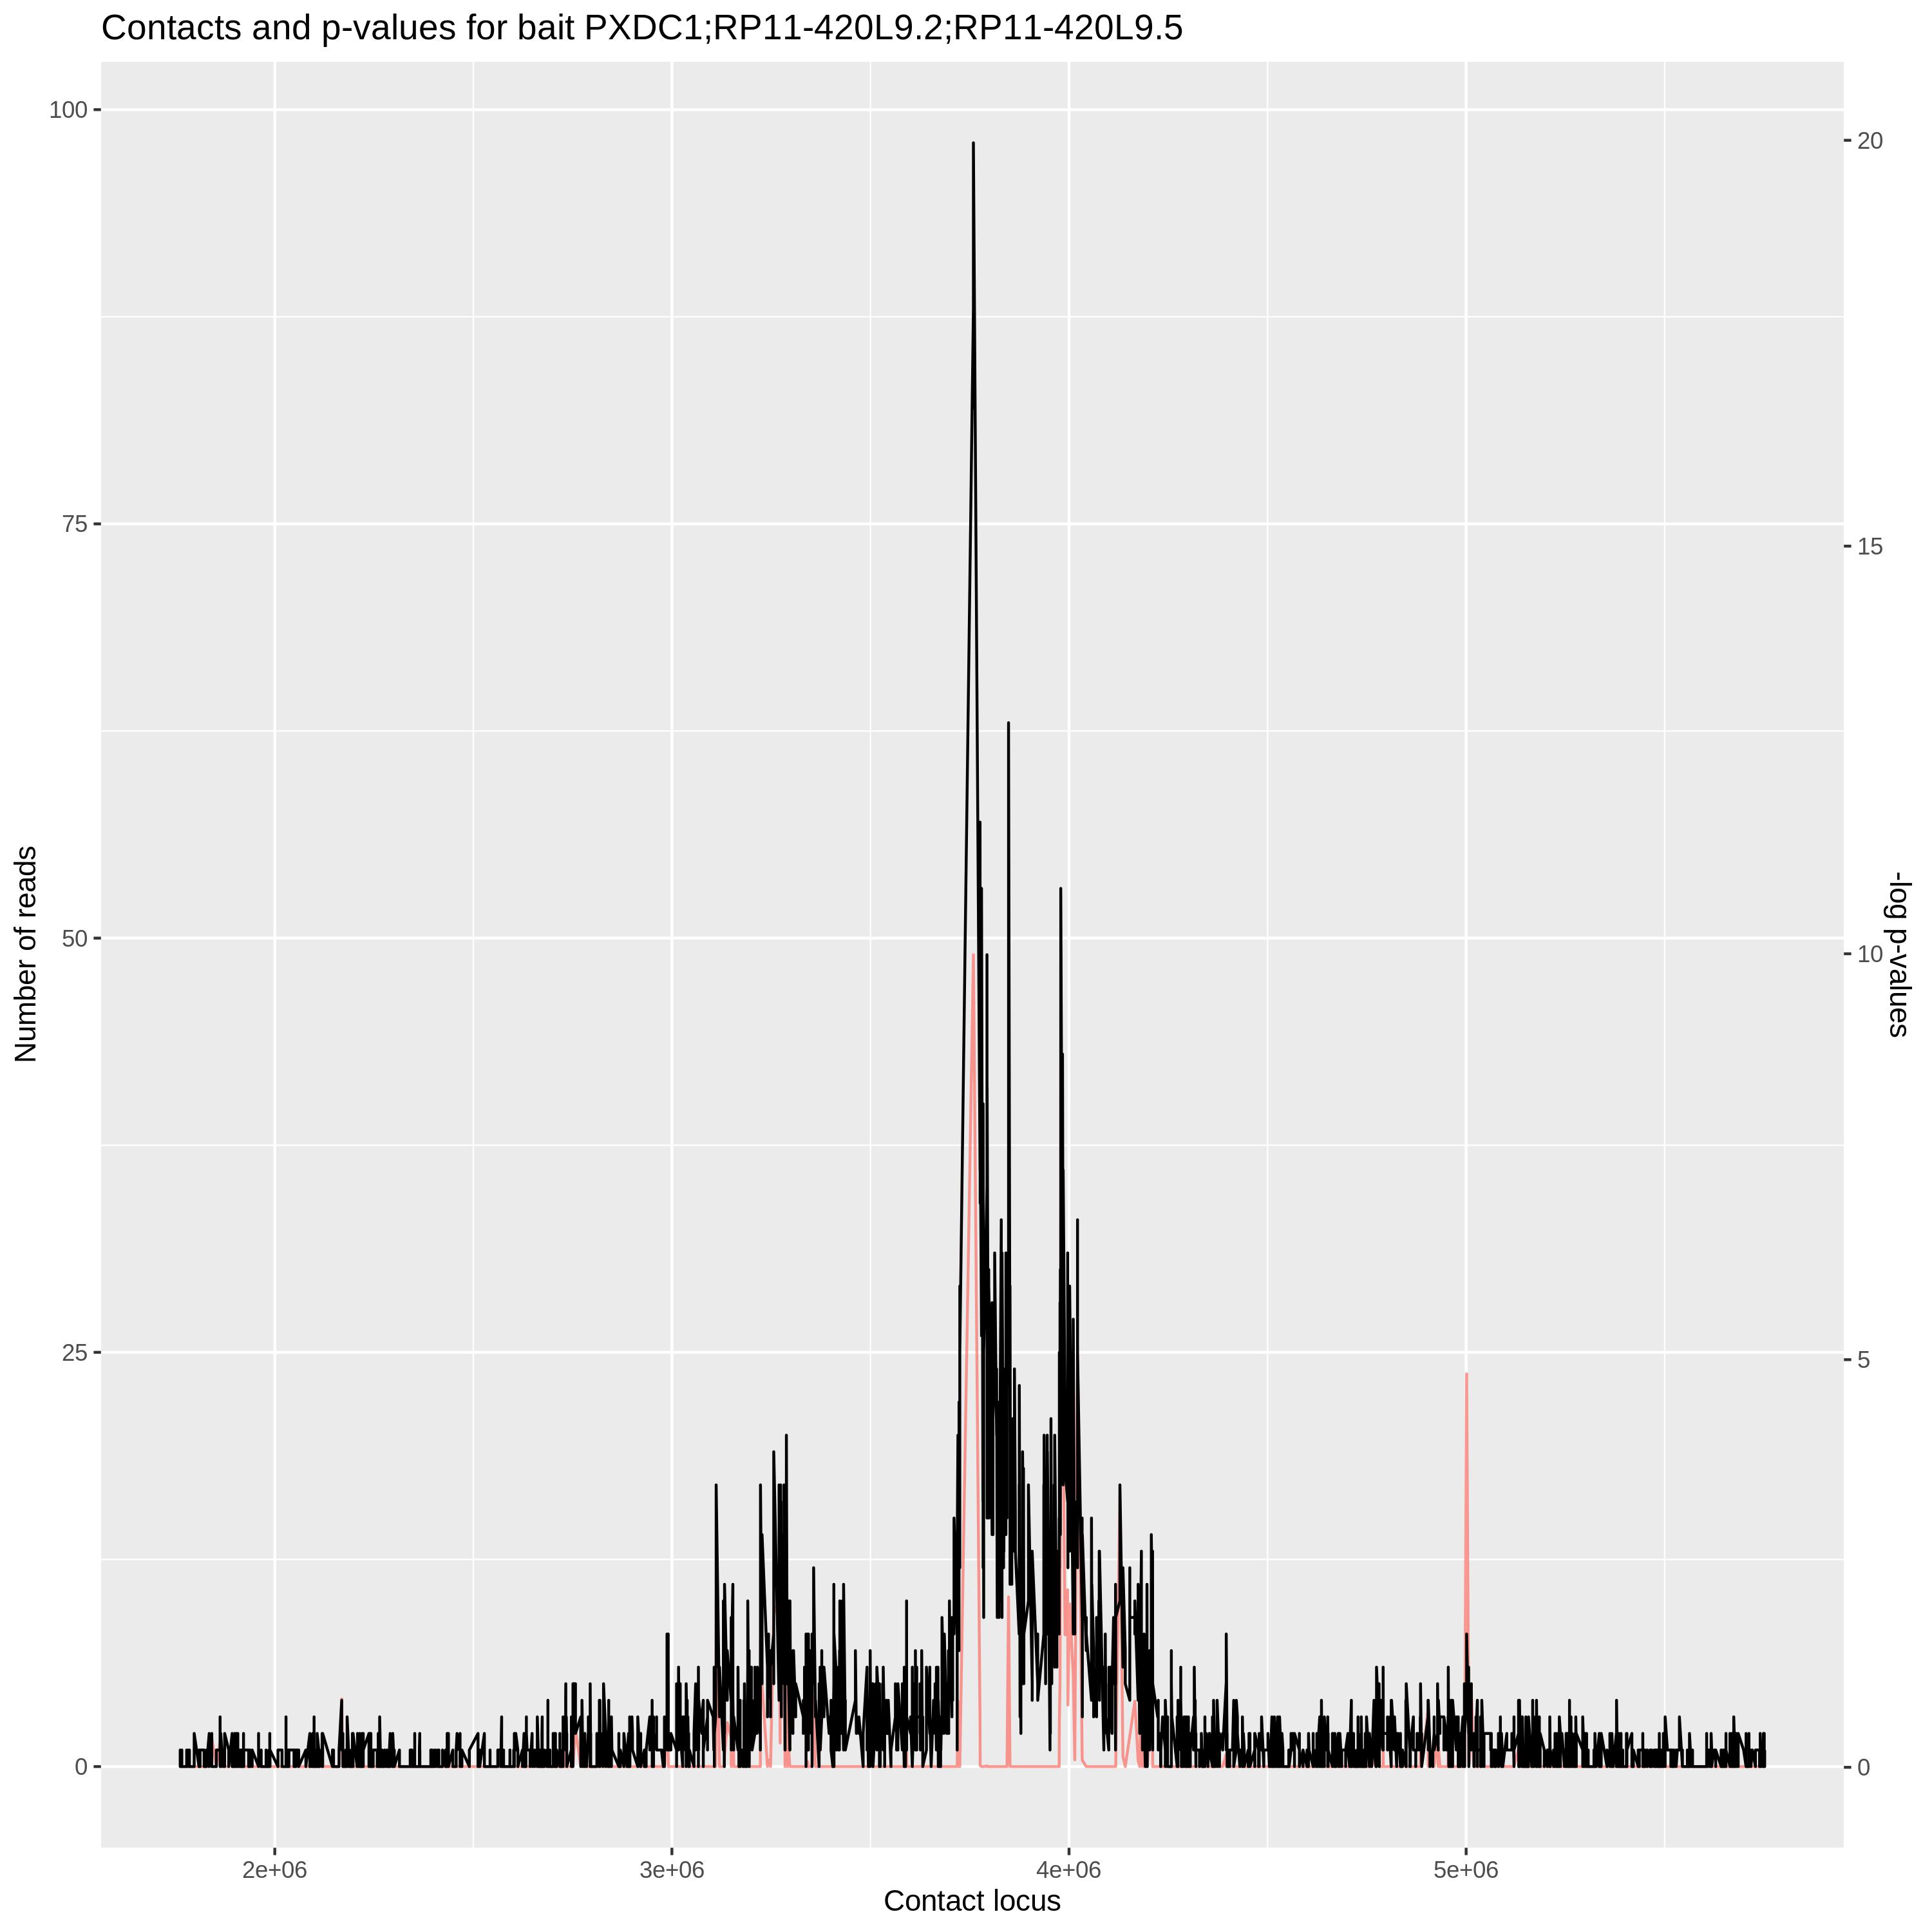 Contacts and p-values for bait PXDC1;RP11-420L9.2;RP11-420L9.5
100
75
50
25
0
20
15
10
5
0
Number of reads
-log p-values
2e+06
3e+06
4e+06
5e+06
Contact locus